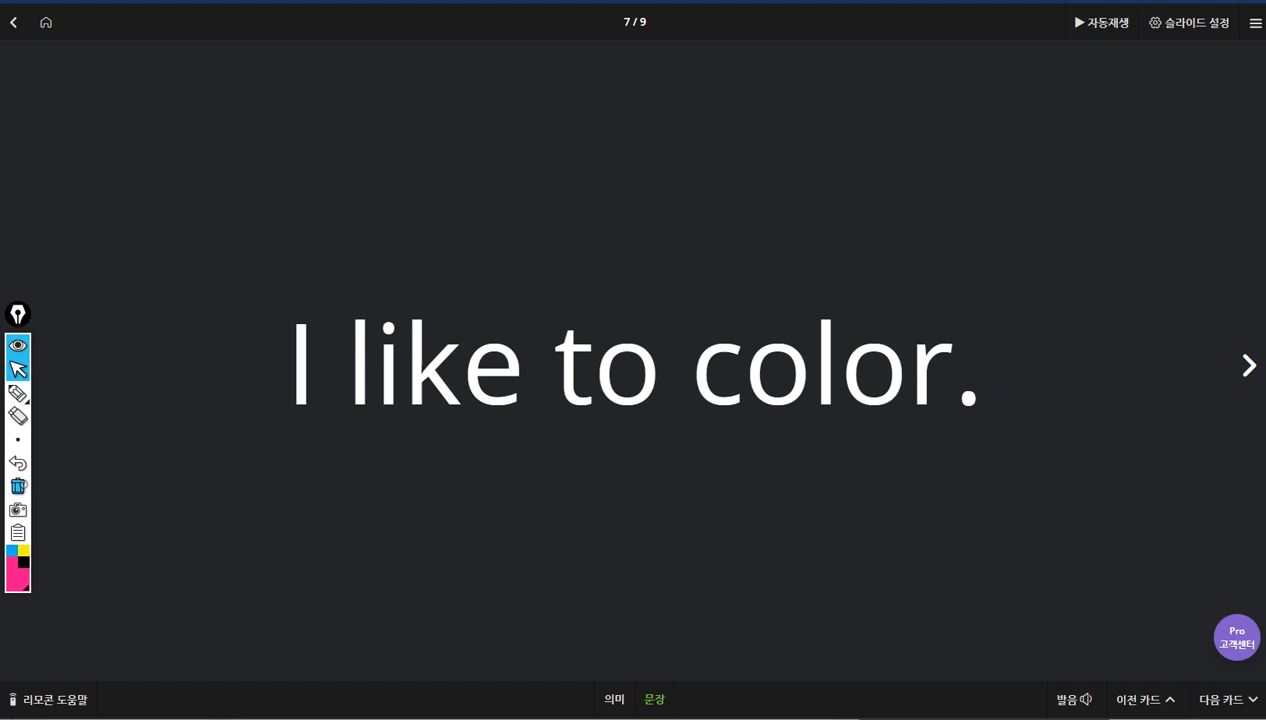 7 / 9
자동재생
슬라이드 설정
I like to color.
Pro
고객센터
리모콘 도움말
의미
문장
발음
이전 카드
다음 카드